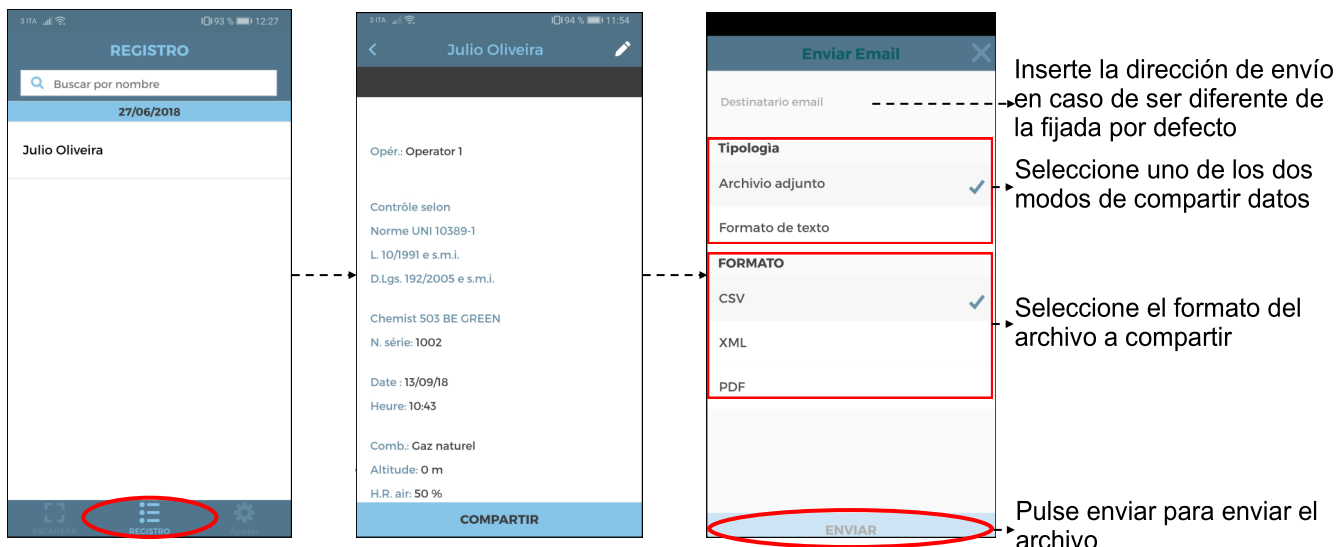 3 ITA 93 % 12:27
REGISTRO
Buscar por nombre
27/06/2018
Julio Oliveira
ESCANEAR REGISTRO Ajustes
3 ITA 94 % 11:54
Julio Oliveira
Opér.: Operator 1
Contrôle selon
Norme UNI 10389-1
L. 10/1991 e s.m.i.
D.Lgs. 192/2005 e s.m.i.
Chemist 503 BE GREEN
N. série: 1002
Date : 13/09/18
Heure: 10:43
Comb.: Gaz naturel
Altitude: 0 m
H.R. air: 50 %
COMPARTIR
Enviar Email
Destinatario email
Tipologìa
Archivio adjunto
Formato de texto
FORMATO
CSV
XML
PDF
ENVIAR
Inserte la dirección de envío
en caso de ser diferente de
la fijada por defecto
Seleccione uno de los dos
modos de compartir datos
Seleccione el formato del
archivo a compartir
Pulse enviar para enviar el
archivo